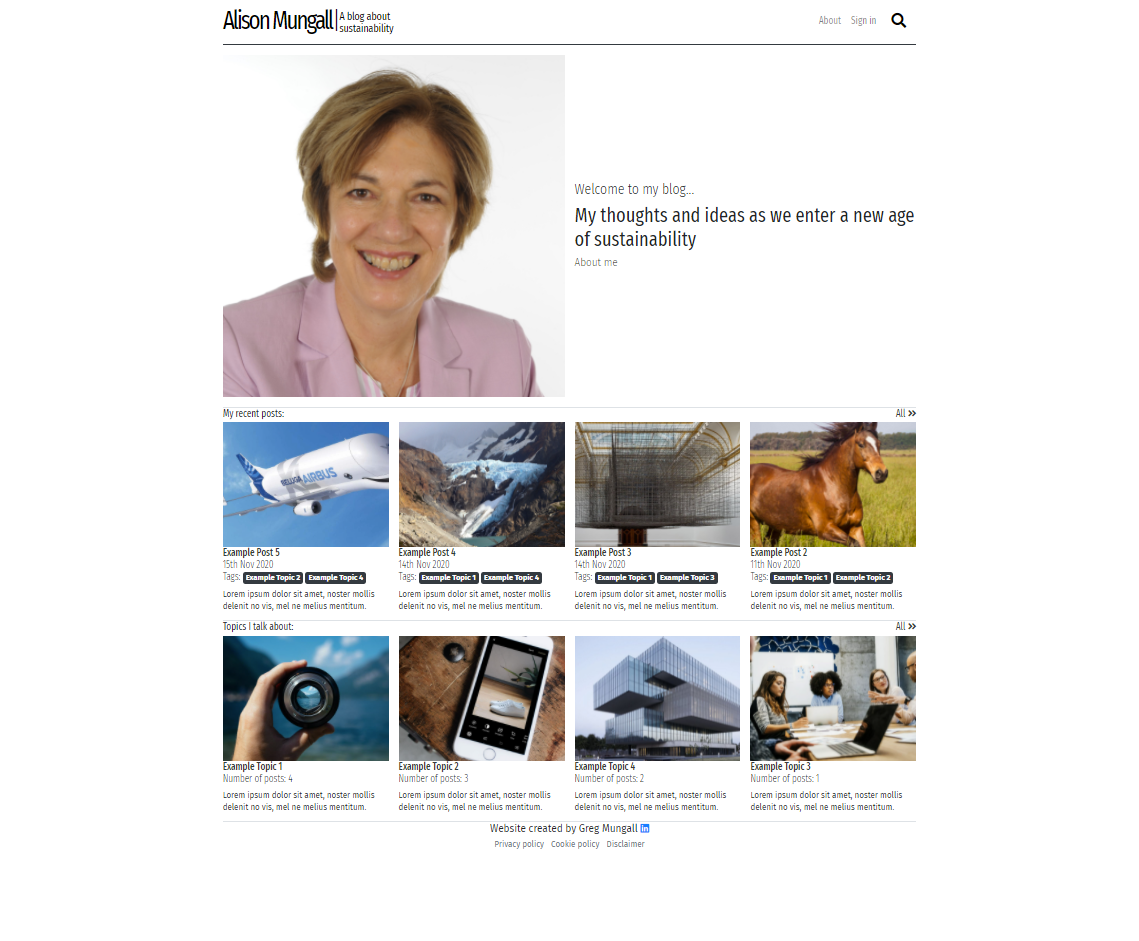 Alison Mungall
A blog about
sustainability
About Sign in
Welcome to my blog...
My thoughts and ideas as we enter a new age
of sustainability
About me
My recent posts:
All
BELUGA AIRBUS
Example Post 5
15th Nov 2020
Tags: Example Topic 2 Example Topic 4
Lorem ipsum dolor sit amet, noster mollis
delenit no vis, mel ne melius mentitum.
Example Post 4
14th Nov 2020
Tags: Example Topic 1 Example Topic 4
Lorem ipsum dolor sit amet, noster mollis
delenit no vis, mel ne melius mentitum.
Example Post 3
14th Nov 2020
Tags: Example Topic 1 Example Topic 3
Lorem ipsum dolor sit amet, noster mollis
delenit no vis, mel ne melius mentitum.
Example Post 2
11th Nov 2020
Tags: Example Topic 1 Example Topic 2
Lorem ipsum dolor sit amet, noster mollis
delenit no vis, mel ne melius mentitum.
Topics I talk about:
All
Example Topic 1
Number of posts: 4
Lorem ipsum dolor sit amet, noster mollis
delenit no vis, mel ne melius mentitum.
Example Topic 2
Number of posts: 3
Lorem ipsum dolor sit amet, noster mollis
delenit no vis, mel ne melius mentitum.
Example Topic 4
Number of posts: 2
Lorem ipsum dolor sit amet, noster mollis
delenit no vis, mel ne melius mentitum.
Example Topic 3
Number of posts: 1
Lorem ipsum dolor sit amet, noster mollis
delenit no vis, mel ne melius mentitum.
Website created by Greg Mungall in
Privacy policy Cookie policy Disclaimer